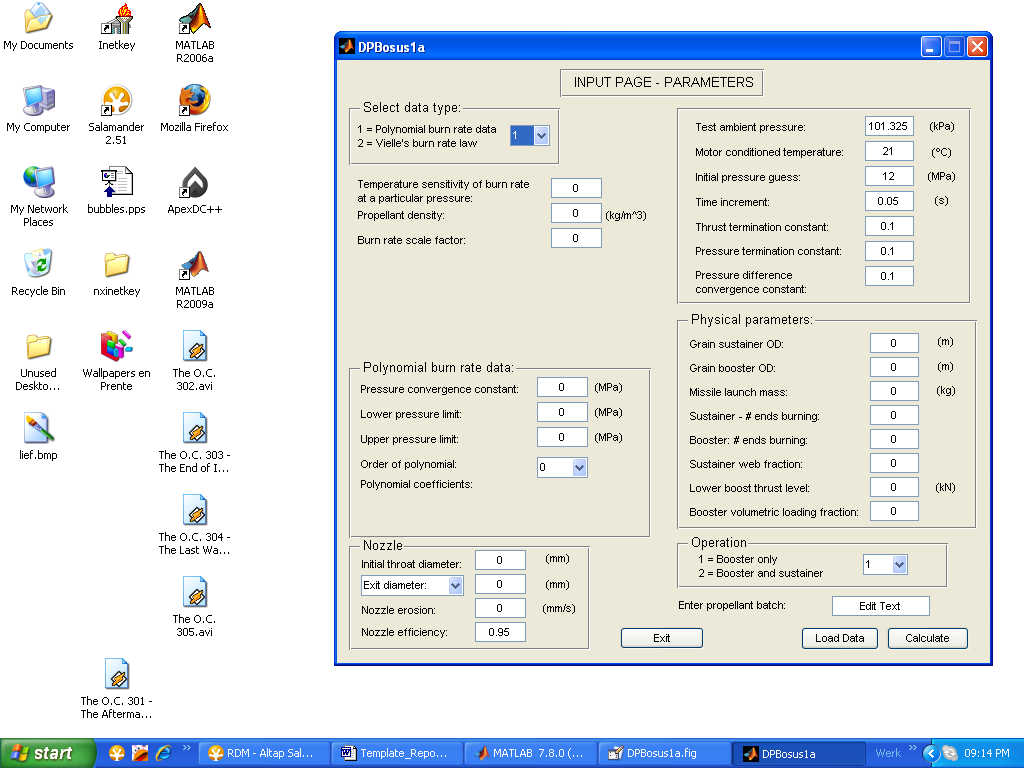 My Documents
Inetkey
MATLAB
R2006a
My Computer
Salamander
2.51
Mozilla Firefox
My Network
Places
bubbles.pps
ApexDC++
Recycle Bin
nxinetkey
MATLAB
R2009a
Unused
Deskto...
Wallpapers en
Prente
The O.C.
302.avi
lief.bmp
The O.C. 303 -
The End of I...
The O.C. 304 -
The Last Wa...
The O.C.
305.avi
The O.C. 301 -
The Afterma...
DPBosus1a
INPUT PAGE - PARAMETERS
Select data type:
1 = Polynomial burn rate data
2 = Vielle's burn rate law
1
Temperature sensitivity of burn rate
at a particular pressure:
0
Propellant density:
0
(kg/m^3)
Burn rate scale factor:
0
Polynomial burn rate data:
Pressure convergence constant:
0
(MPa)
Lower pressure limit:
0
(MPa)
Upper pressure limit:
0
(MPa)
Order of polynomial:
0
Polynomial coefficients:
Nozzle
Initial throat diameter:
0
(mm)
Exit diameter:
0
(mm)
Nozzle erosion:
0
(mm/s)
Nozzle efficiency:
0.95
Test ambient pressure:
101.325
(kPa)
Motor conditioned temperature:
21
(ºC)
Initial pressure guess:
12
(MPa)
Time increment:
0.05
(s)
Thrust termination constant:
0.1
Pressure termination constant:
0.1
Pressure difference
convergence constant:
0.1
Physical parameters:
Grain sustainer OD:
0
(m)
Grain booster OD:
0
(m)
Missile launch mass:
0
(kg)
Sustainer - # ends burning:
0
Booster: # ends burning:
0
Sustainer web fraction:
0
Lower boost thrust level:
0
(kN)
Booster volumetric loading fraction:
0
Operation
1 = Booster only
2 = Booster and sustainer
1
Enter propellant batch:
Edit Text
Exit
Load Data
Calculate
start
RDM - Altap Sal...
Template_Repo...
MATLAB 7.8.0 (...
DPBosus1a.fig
DPBosus1a
Werk
09:14 PM